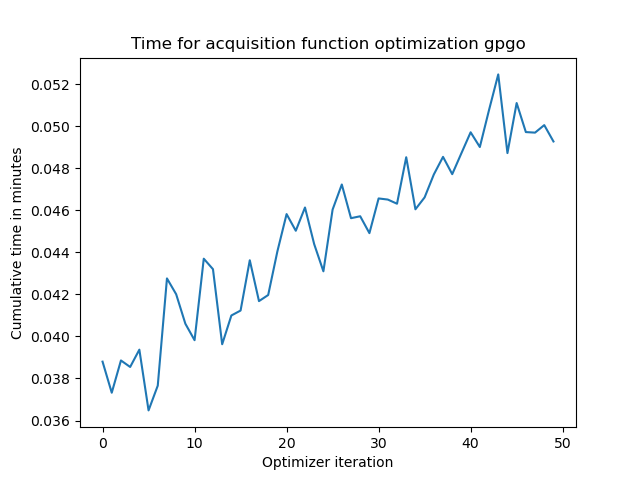 Time for acquisition function optimization gpgo
0.052
0.050
0.048
0.046
0.044
0.042
0.040
0.038
0.036
Cumulative time in minutes
0 10 20 30 40 50
Optimizer iteration